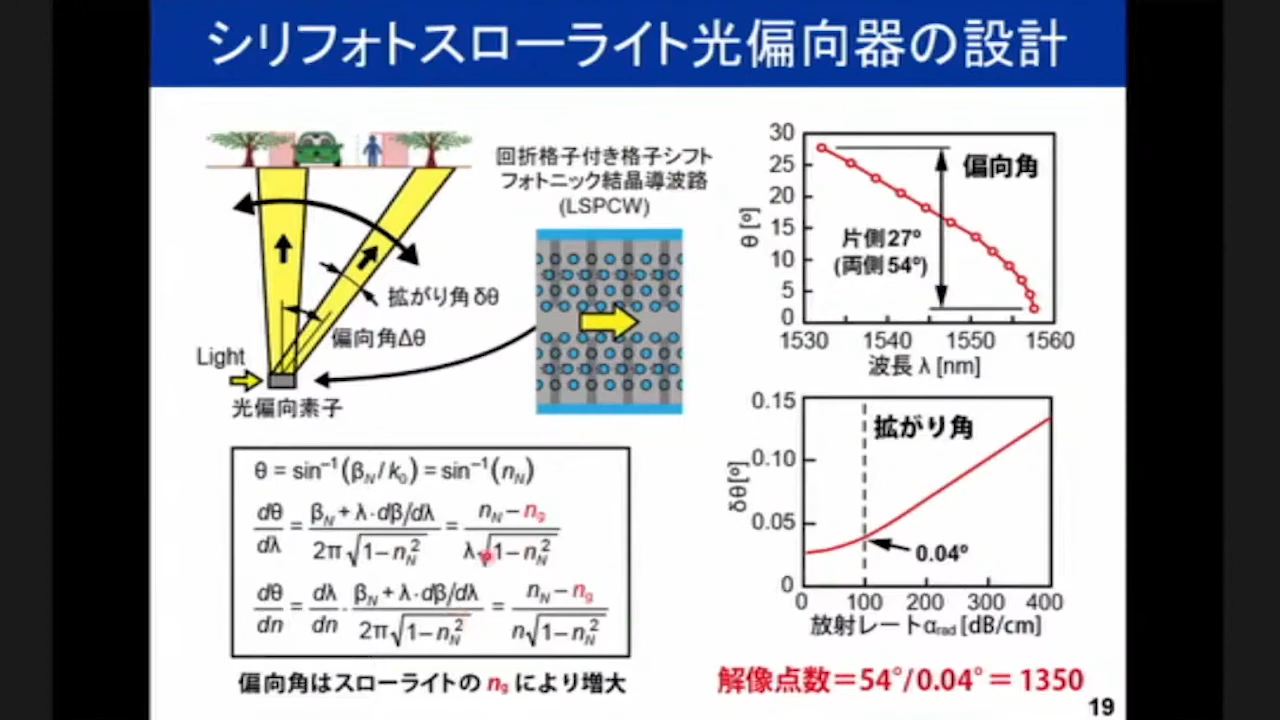 シリフォトスローライト光偏向器の設計
拡がり角δθ
偏向角Δθ
Light
光偏向素子
回折格子付き格子シフト
フォトニック結晶導波路
(LSPCW)
θ = sin⁻¹(β_N / k₀) = sin⁻¹(n_N)
dθ/dλ = (β_N + λ·dβ/dλ) / (2π√(1−n_N²)) = (n_N − n_g) / (λ√(1−n_N²))
dθ/dn = dλ/dn · (β_N + λ·dβ/dλ) / (2π√(1−n_N²)) = (n_N − n_g) / (n√(1−n_N²))
偏向角はスローライトの n_g により増大
30
25
20
15
10
5
0
θ [º]
偏向角
片側27º
(両側54º)
1530 1540 1550 1560
波長 λ [nm]
0.15
0.10
0.05
0
δθ[º]
拡がり角
0.04º
0 100 200 300 400
放射レートα_rad [dB/cm]
解像点数＝54°/0.04°＝ 1350
19